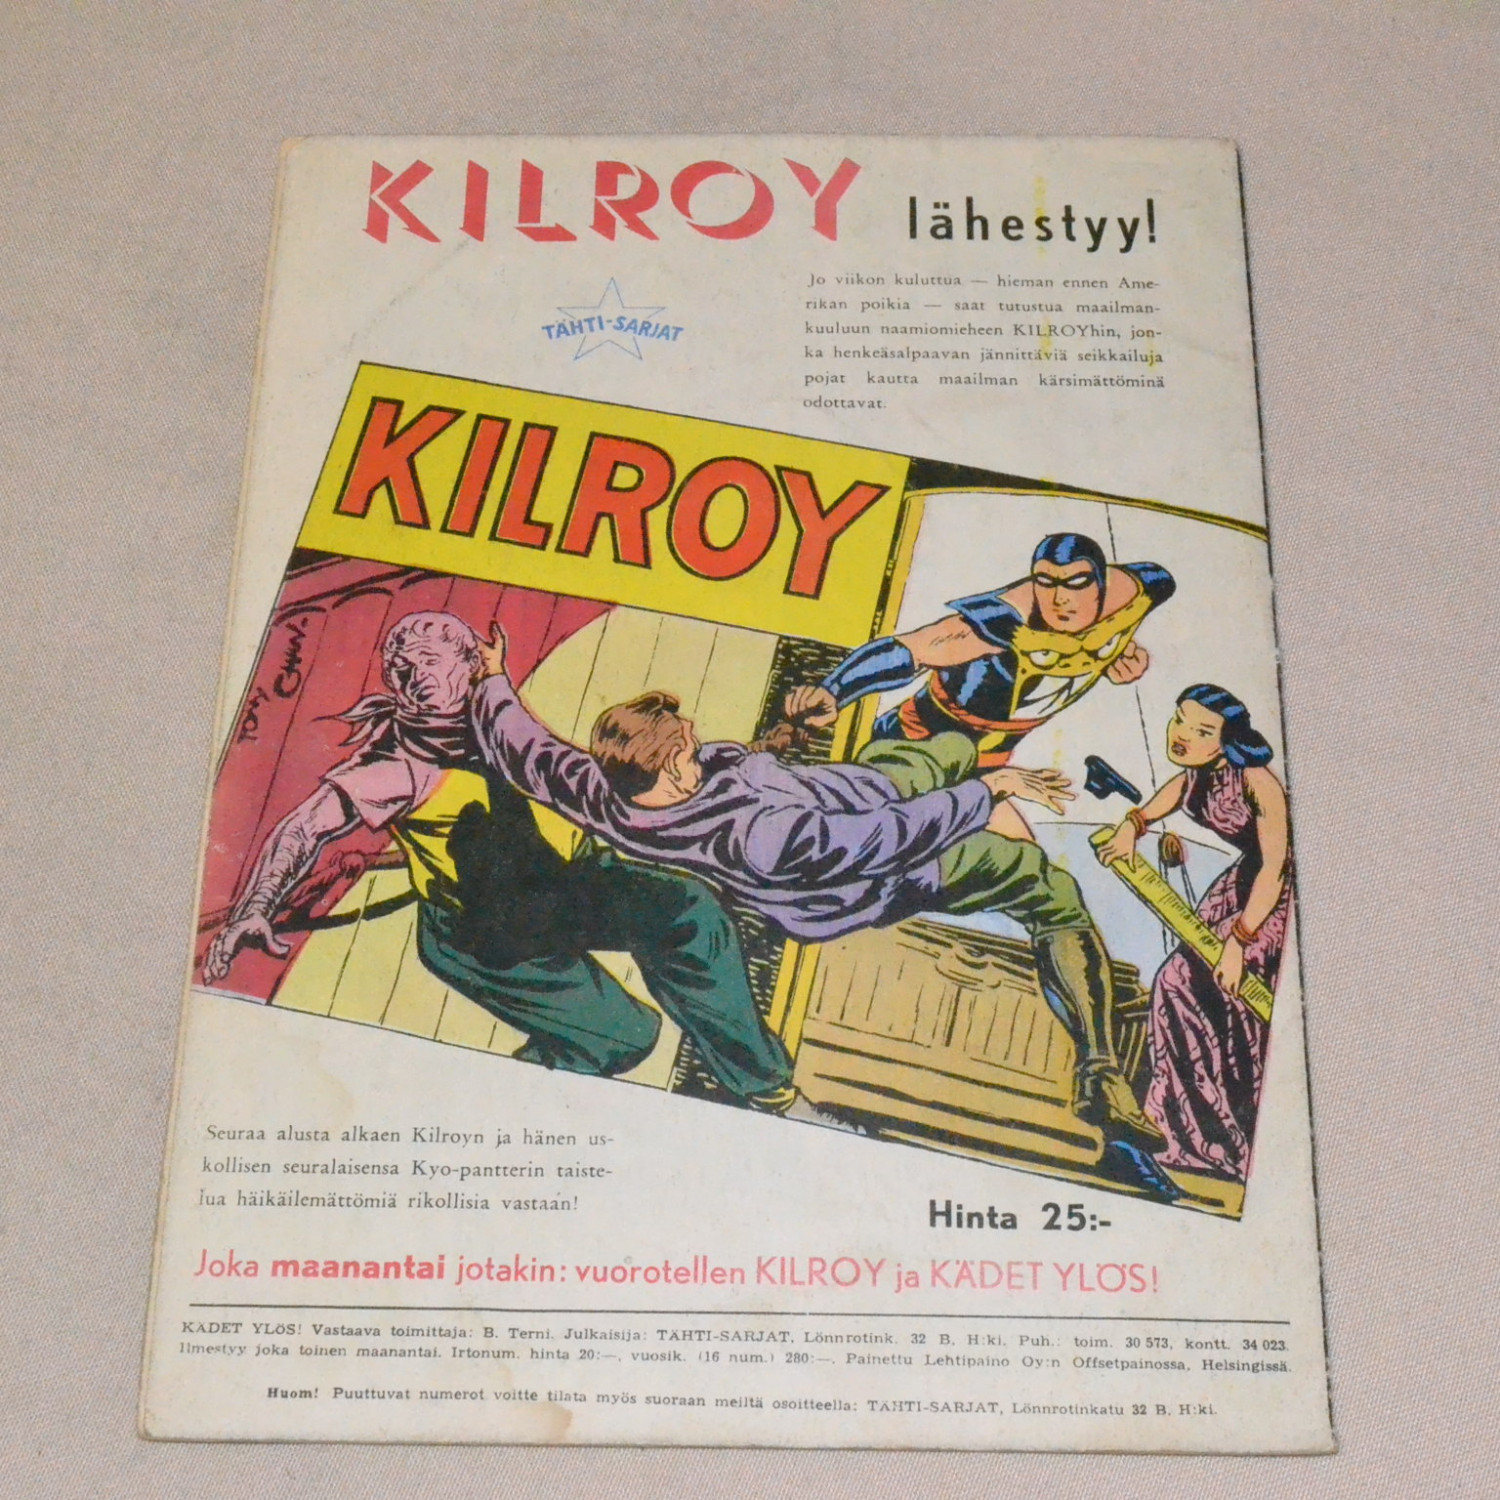 KILROY lähestyy!
Jo viikon kuluttua — hieman ennen Ame-
rikan poikia — saat tutustua maailman-
kuuluun naamiomieheen KILROYhin, jon-
ka henkeäsalpaavan jännittäviä seikkailuja
pojat kautta maailman kärsimättöminä
odottavat.
TÄHTI-SARJAT
KILROY
TONY CHAN.
Seuraa alusta alkaen Kilroyn ja hänen us-
kollisen seuralaisensa Kyo-pantterin taiste-
lua häikäilemättömiä rikollisia vastaan!
Hinta 25:-
Joka maanantai jotakin: vuorotellen KILROY ja KÄDET YLÖS!
KÄDET YLÖS! Vastaava toimittaja: B. Terni. Julkaisija: TÄHTI-SARJAT, Lönnrotink. 32 B. H:ki. Puh.: toim. 30 573, kontt. 34 023.
Ilmestyy joka toinen maanantai. Irtonum. hinta 20:—, vuosik. (16 num.) 280:—. Painettu Lehtipaino Oy:n Offsetpainossa, Helsingissä.
Huom! Puuttuvat numerot voitte tilata myös suoraan meiltä osoitteella: TÄHTI-SARJAT, Lönnrotinkatu 32 B. H:ki.